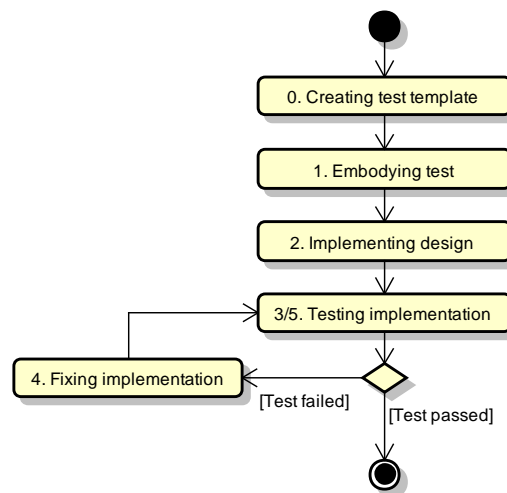 0. Creating test template
1. Embodying test
2. Implementing design
3/5. Testing implementation
4. Fixing implementation
[Test failed]
[Test passed]